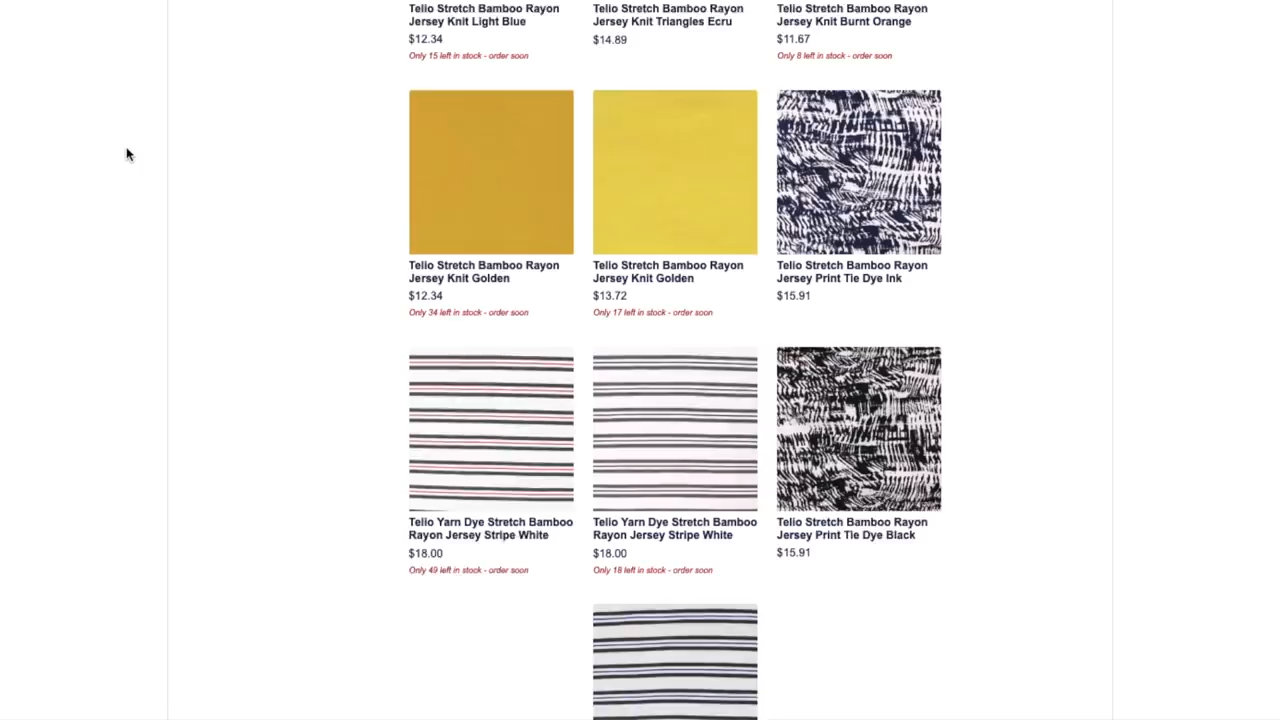 Telio Stretch Bamboo Rayon
Jersey Knit Light Blue
$12.34
Only 15 left in stock - order soon
Telio Stretch Bamboo Rayon
Jersey Knit Triangles Ecru
$14.89
Telio Stretch Bamboo Rayon
Jersey Knit Burnt Orange
$11.67
Only 8 left in stock - order soon
Telio Stretch Bamboo Rayon
Jersey Knit Golden
$12.34
Only 34 left in stock - order soon
Telio Stretch Bamboo Rayon
Jersey Knit Golden
$13.72
Only 17 left in stock - order soon
Telio Stretch Bamboo Rayon
Jersey Print Tie Dye Ink
$15.91
Telio Yarn Dye Stretch Bamboo
Rayon Jersey Stripe White
$18.00
Only 49 left in stock - order soon
Telio Yarn Dye Stretch Bamboo
Rayon Jersey Stripe White
$18.00
Only 18 left in stock - order soon
Telio Stretch Bamboo Rayon
Jersey Print Tie Dye Black
$15.91